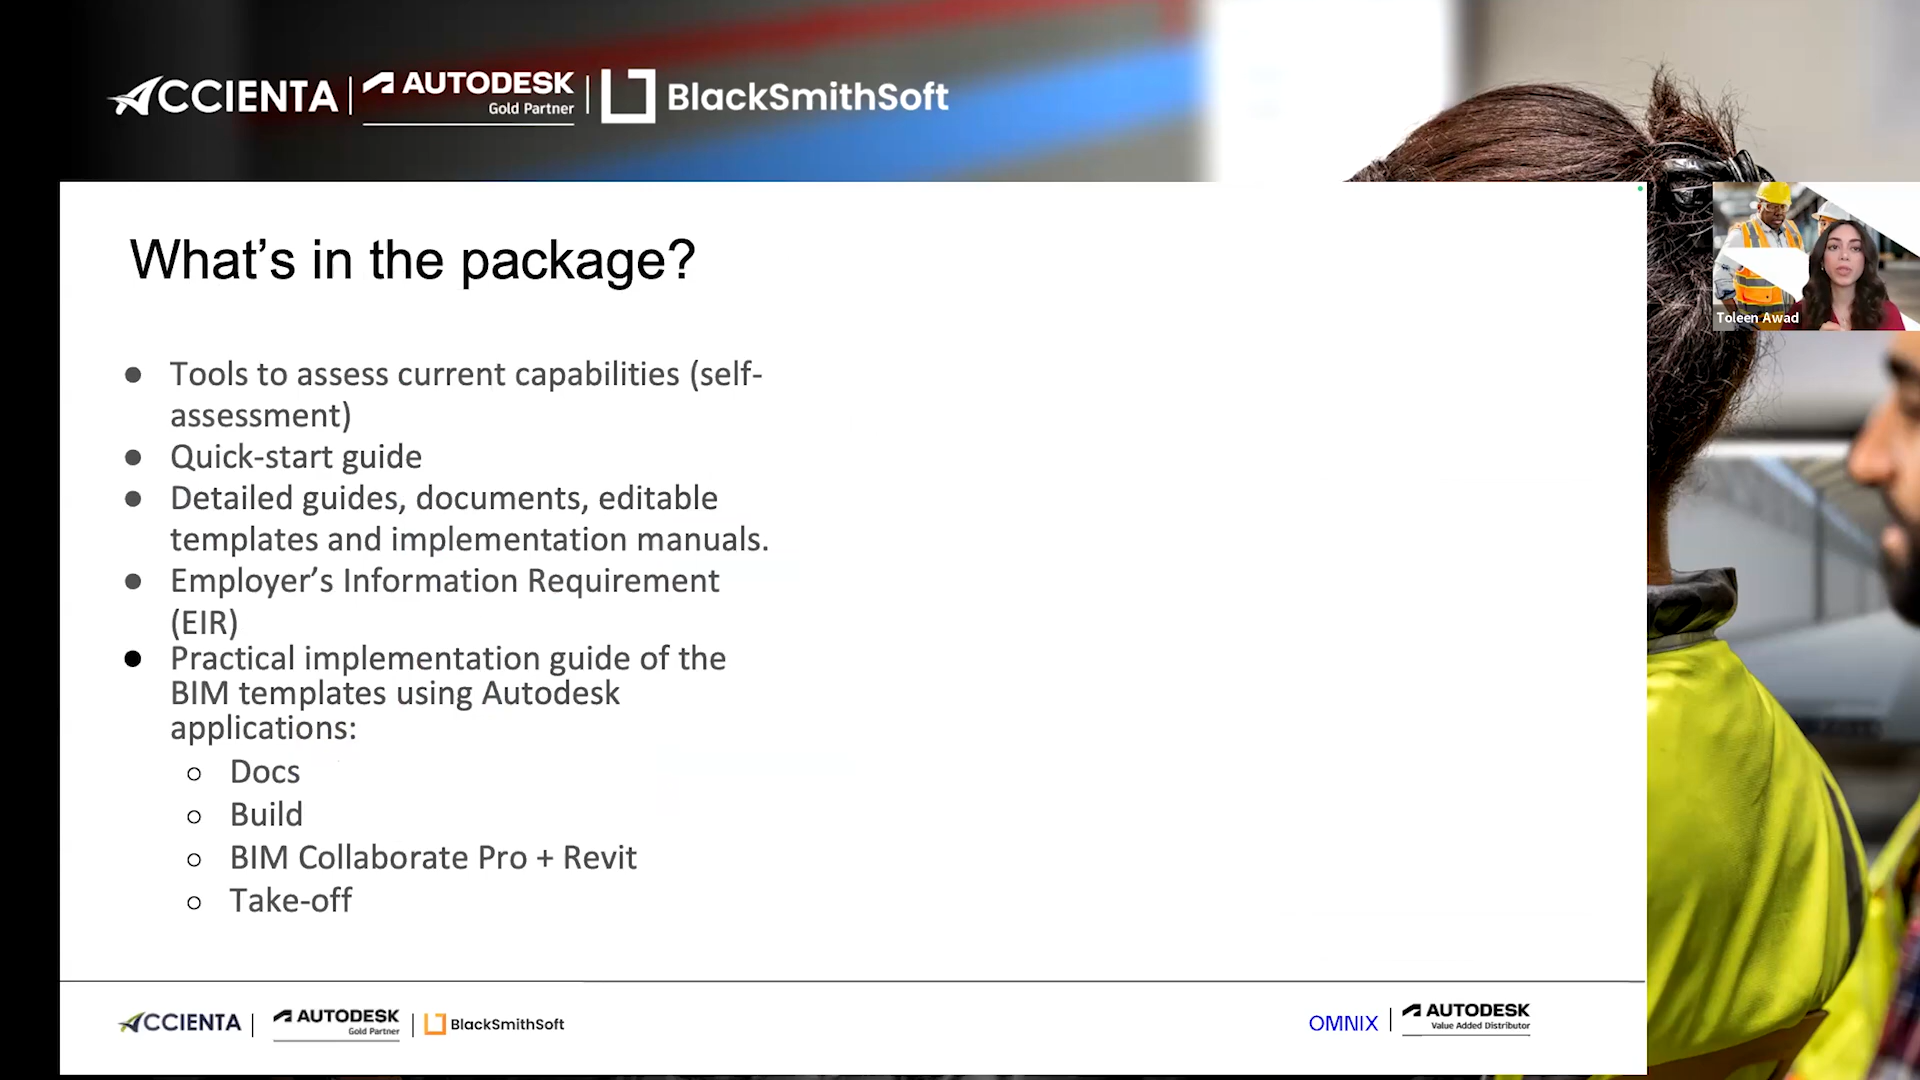 ACCIENTA
AUTODESK
Gold Partner
BlackSmithSoft
What’s in the package?
Toleen Awad
● Tools to assess current capabilities (self-
assessment)
● Quick-start guide
● Detailed guides, documents, editable
templates and implementation manuals.
● Employer’s Information Requirement
(EIR)
● Practical implementation guide of the
BIM templates using Autodesk
applications:
○ Docs
○ Build
○ BIM Collaborate Pro + Revit
○ Take-off
ACCIENTA
AUTODESK
Gold Partner
BlackSmithSoft
OMNIX
AUTODESK
Value Added Distributor